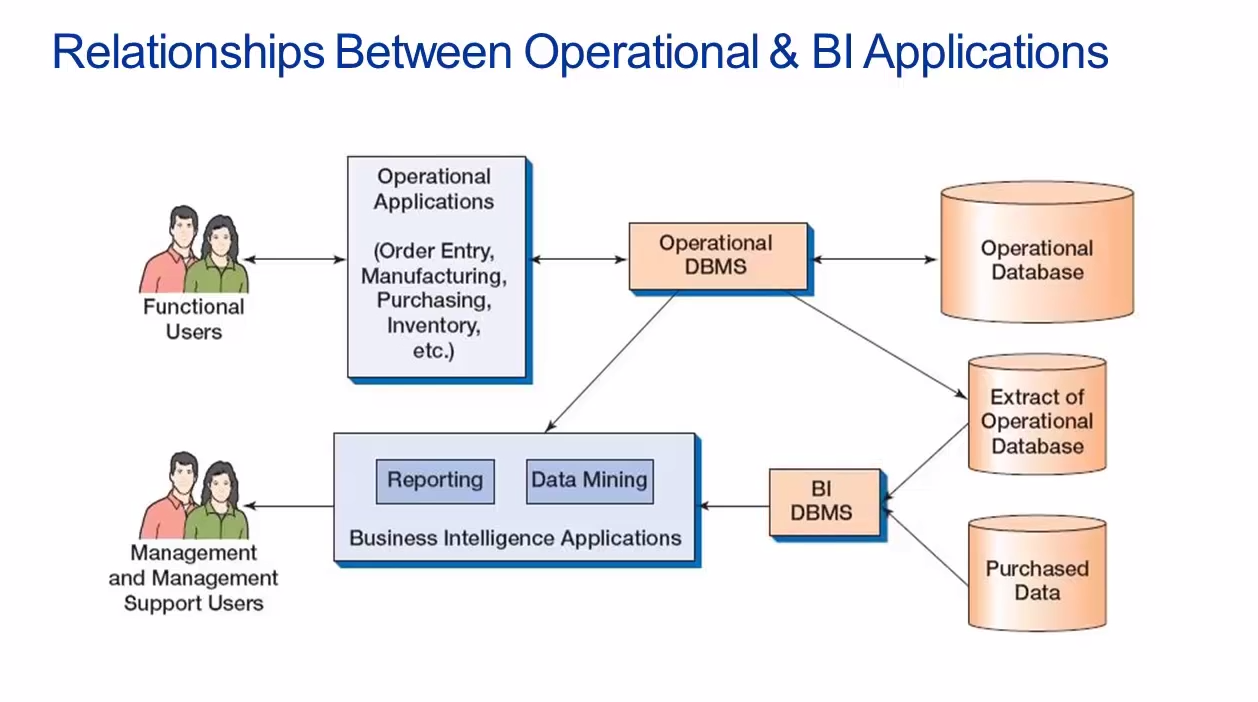 Relationships Between Operational & BI Applications
Operational
Applications
(Order Entry,
Manufacturing,
Purchasing,
Inventory,
etc.)
Functional
Users
Operational
DBMS
Operational
Database
Extract of
Operational
Database
Reporting
Data Mining
Business Intelligence Applications
BI
DBMS
Purchased
Data
Management
and Management
Support Users